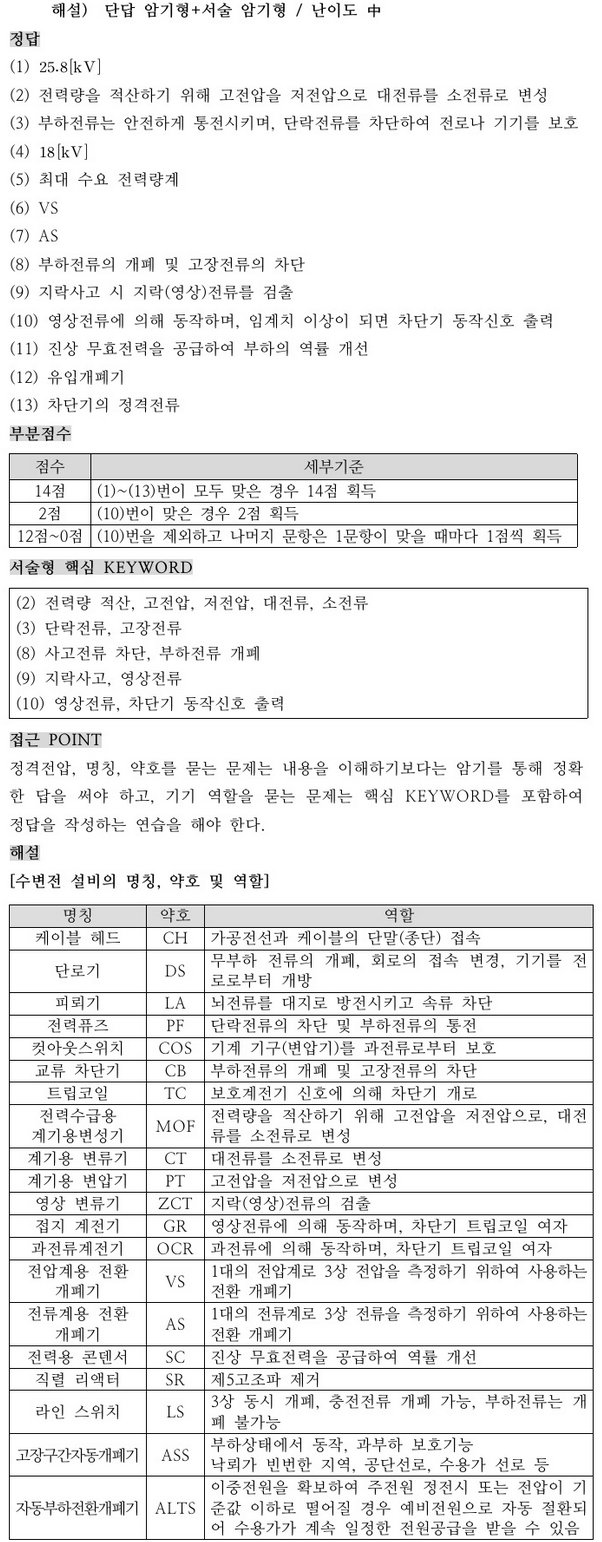 해설) 단답 암기형+서술 암기형 / 난이도 中
정답
(1) 25.8[kV]
(2) 전력량을 적산하기 위해 고전압을 저전압으로 대전류를 소전류로 변성
(3) 부하전류는 안전하게 통전시키며, 단락전류를 차단하여 전로나 기기를 보호
(4) 18[kV]
(5) 최대 수요 전력량계
(6) VS
(7) AS
(8) 부하전류의 개폐 및 고장전류의 차단
(9) 지락사고 시 지락(영상)전류를 검출
(10) 영상전류에 의해 동작하며, 임계치 이상이 되면 차단기 동작신호 출력
(11) 진상 무효전력을 공급하여 부하의 역률 개선
(12) 유입개폐기
(13) 차단기의 정격전류
부분점수
점수 세부기준
14점 (1)~(13)번이 모두 맞은 경우 14점 획득
2점 (10)번이 맞은 경우 2점 획득
12점~0점 (10)번을 제외하고 나머지 문항은 1문항이 맞을 때마다 1점씩 획득
서술형 핵심 KEYWORD
(2) 전력량 적산, 고전압, 저전압, 대전류, 소전류
(3) 단락전류, 고장전류
(8) 사고전류 차단, 부하전류 개폐
(9) 지락사고, 영상전류
(10) 영상전류, 차단기 동작신호 출력
접근 POINT
정격전압, 명칭, 약호를 묻는 문제는 내용을 이해하기보다는 암기를 통해 정확
한 답을 써야 하고, 기기 역할을 묻는 문제는 핵심 KEYWORD를 포함하여
정답을 작성하는 연습을 해야 한다.
해설
[수변전 설비의 명칭, 약호 및 역할]
명칭 약호 역할
케이블 헤드 CH 가공전선과 케이블의 단말(종단) 접속
단로기 DS 무부하 전류의 개폐, 회로의 접속 변경, 기기를 전
로로부터 개방
피뢰기 LA 뇌전류를 대지로 방전시키고 속류 차단
전력퓨즈 PF 단락전류의 차단 및 부하전류의 통전
컷아웃스위치 COS 기계 기구(변압기)를 과전류로부터 보호
교류 차단기 CB 부하전류의 개폐 및 고장전류의 차단
트립코일 TC 보호계전기 신호에 의해 차단기 개로
전력수급용
계기용변성기 MOF 전력량을 적산하기 위해 고전압을 저전압으로, 대전
류를 소전류로 변성
계기용 변류기 CT 대전류를 소전류로 변성
계기용 변압기 PT 고전압을 저전압으로 변성
영상 변류기 ZCT 지락(영상)전류의 검출
접지 계전기 GR 영상전류에 의해 동작하며, 차단기 트립코일 여자
과전류계전기 OCR 과전류에 의해 동작하며, 차단기 트립코일 여자
전압계용 전환
개폐기 VS 1대의 전압계로 3상 전압을 측정하기 위하여 사용하는
전환 개폐기
전류계용 전환
개폐기 AS 1대의 전류계로 3상 전류를 측정하기 위하여 사용하는
전환 개폐기
전력용 콘덴서 SC 진상 무효전력을 공급하여 역률 개선
직렬 리액터 SR 제5고조파 제거
라인 스위치 LS 3상 동시 개폐, 충전전류 개폐 가능, 부하전류는 개
폐 불가능
고장구간자동개폐기 ASS 부하상태에서 동작, 과부하 보호기능
낙뢰가 빈번한 지역, 공단선로, 수용가 선로 등
자동부하전환개폐기 ALTS 이중전원을 확보하여 주전원 정전시 또는 전압이 기
준값 이하로 떨어질 경우 예비전원으로 자동 절환되
어 수용가가 계속 일정한 전원공급을 받을 수 있음